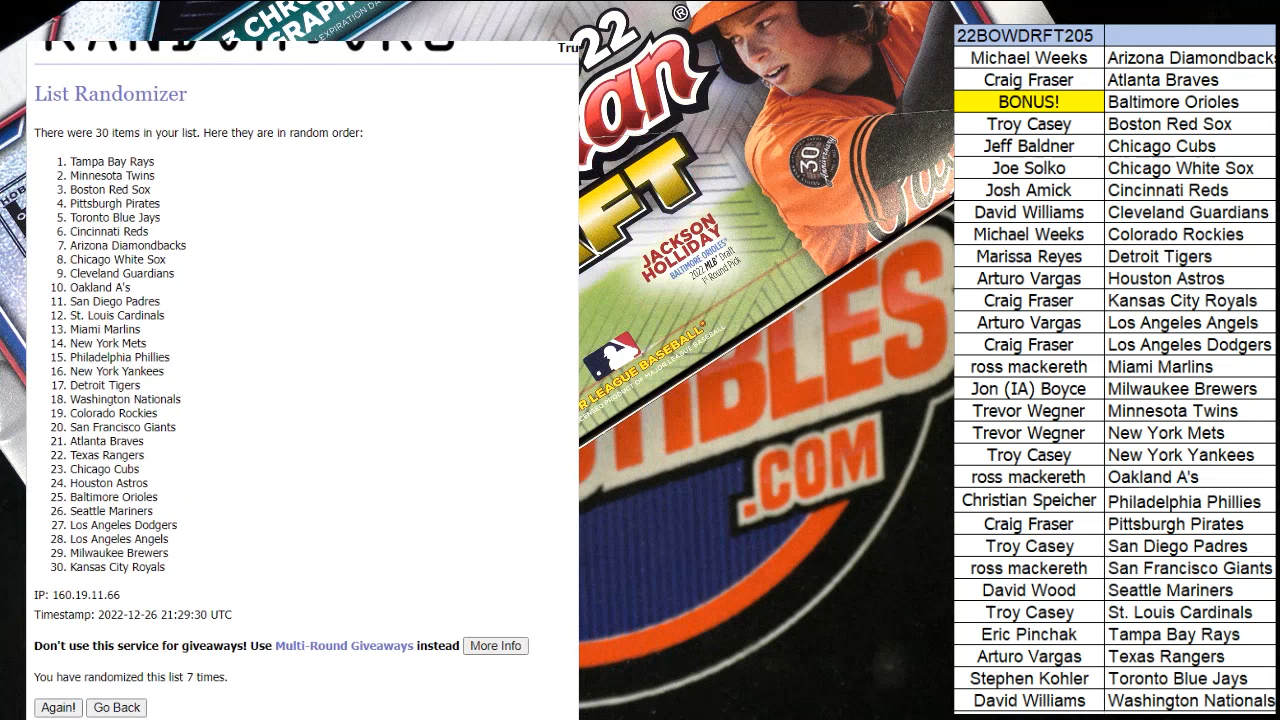 RANDOM.ORG
Tru
List Randomizer
There were 30 items in your list. Here they are in random order:
1. Tampa Bay Rays
2. Minnesota Twins
3. Boston Red Sox
4. Pittsburgh Pirates
5. Toronto Blue Jays
6. Cincinnati Reds
7. Arizona Diamondbacks
8. Chicago White Sox
9. Cleveland Guardians
10. Oakland A's
11. San Diego Padres
12. St. Louis Cardinals
13. Miami Marlins
14. New York Mets
15. Philadelphia Phillies
16. New York Yankees
17. Detroit Tigers
18. Washington Nationals
19. Colorado Rockies
20. San Francisco Giants
21. Atlanta Braves
22. Texas Rangers
23. Chicago Cubs
24. Houston Astros
25. Baltimore Orioles
26. Seattle Mariners
27. Los Angeles Dodgers
28. Los Angeles Angels
29. Milwaukee Brewers
30. Kansas City Royals
IP: 160.19.11.66
Timestamp: 2022-12-26 21:29:30 UTC
Don't use this service for giveaways! Use Multi-Round Giveaways instead More Info
You have randomized this list 7 times.
Again! Go Back
22
®
an
FT
30
JACKSON
HOLLIDAY
BALTIMORE ORIOLES®
2022 MLB® Draft
1st Round Pick
R LEAGUE BASEBALL®
TIBLES
.COM
22BOWDRFT205
Michael Weeks Arizona Diamondbacks
Craig Fraser Atlanta Braves
BONUS! Baltimore Orioles
Troy Casey Boston Red Sox
Jeff Baldner Chicago Cubs
Joe Solko Chicago White Sox
Josh Amick Cincinnati Reds
David Williams Cleveland Guardians
Michael Weeks Colorado Rockies
Marissa Reyes Detroit Tigers
Arturo Vargas Houston Astros
Craig Fraser Kansas City Royals
Arturo Vargas Los Angeles Angels
Craig Fraser Los Angeles Dodgers
ross mackereth Miami Marlins
Jon (IA) Boyce Milwaukee Brewers
Trevor Wegner Minnesota Twins
Trevor Wegner New York Mets
Troy Casey New York Yankees
ross mackereth Oakland A's
Christian Speicher Philadelphia Phillies
Craig Fraser Pittsburgh Pirates
Troy Casey San Diego Padres
ross mackereth San Francisco Giants
David Wood Seattle Mariners
Troy Casey St. Louis Cardinals
Eric Pinchak Tampa Bay Rays
Arturo Vargas Texas Rangers
Stephen Kohler Toronto Blue Jays
David Williams Washington Nationals